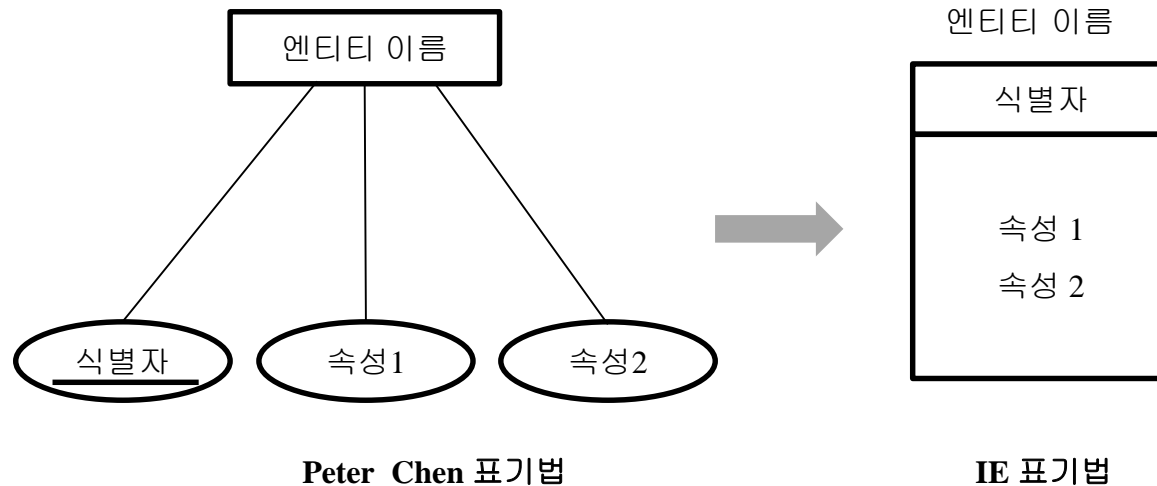 엔티티 이름
식별자
속성1
속성2
Peter Chen 표기법
엔티티 이름
식별자
속성 1
속성 2
IE 표기법